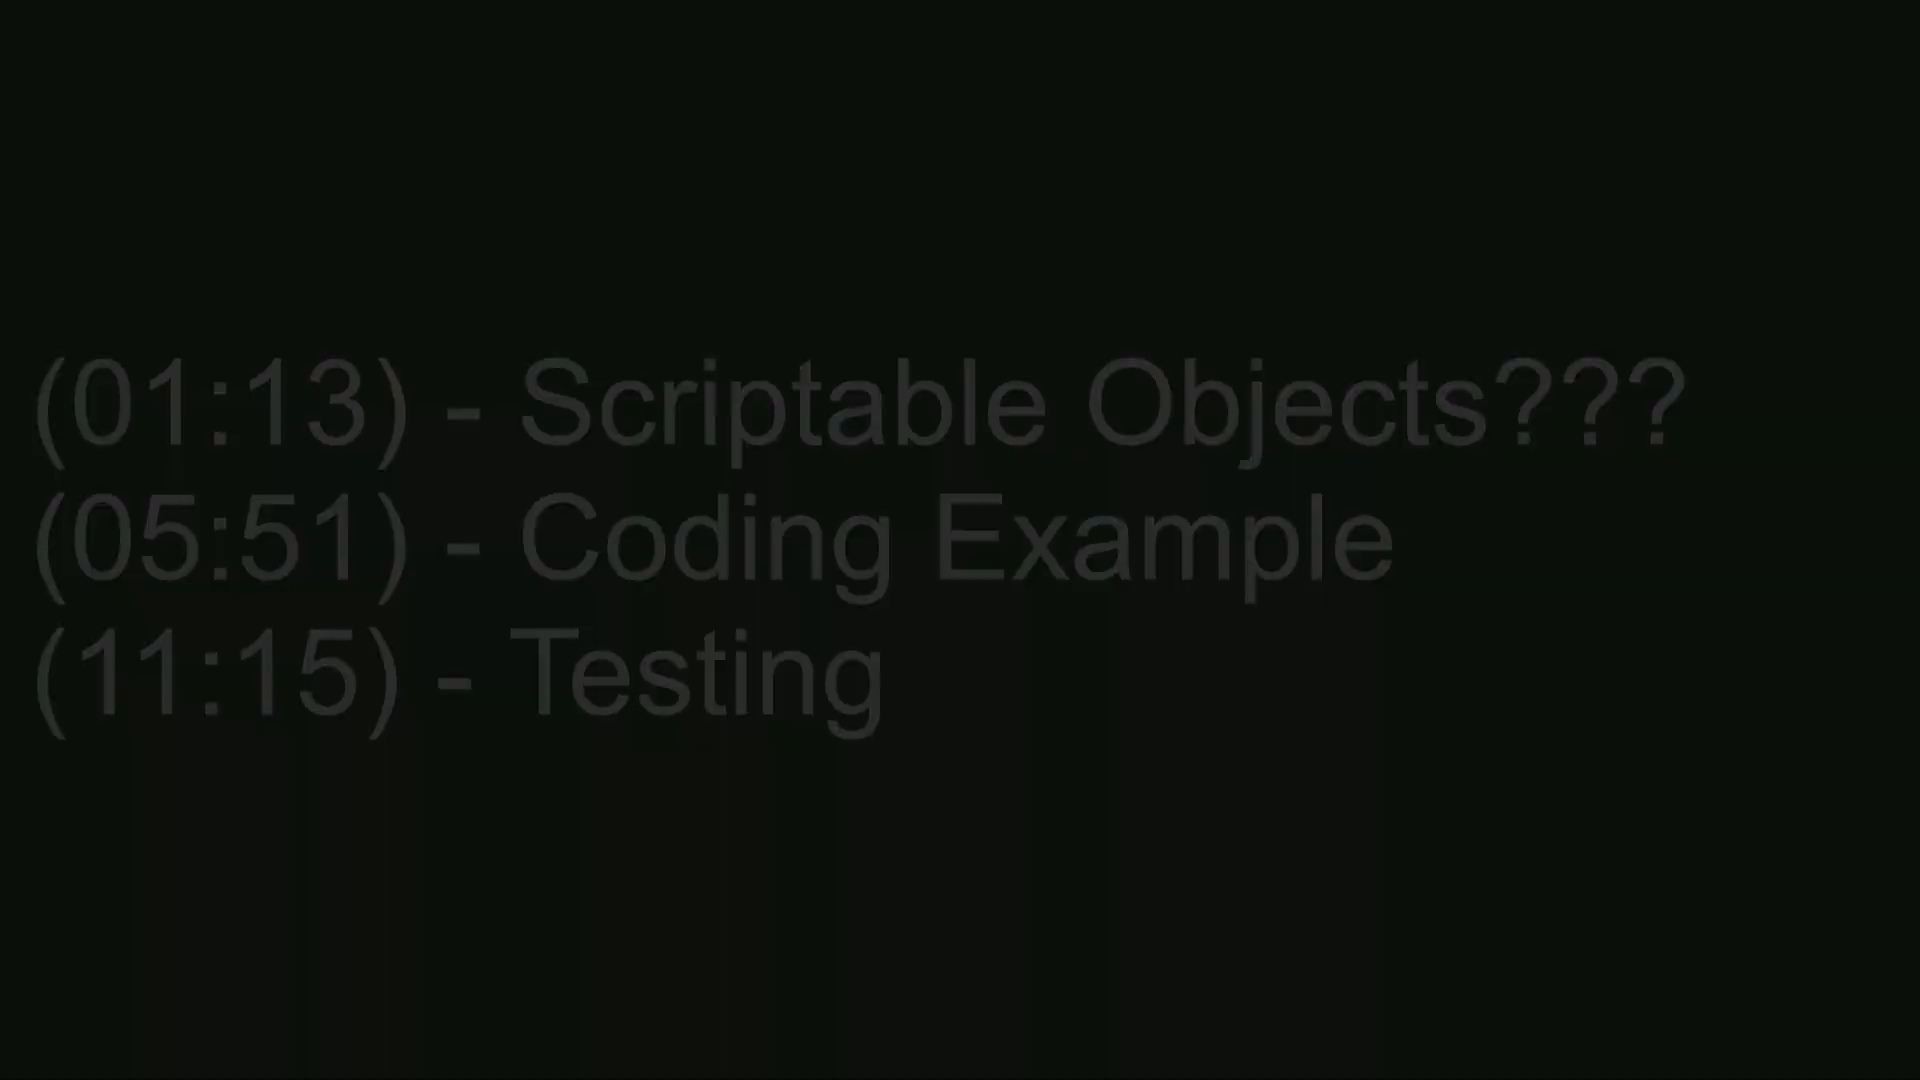 (01:13) - Scriptable Objects???
(05:51) - Coding Example
(11:15) - Testing